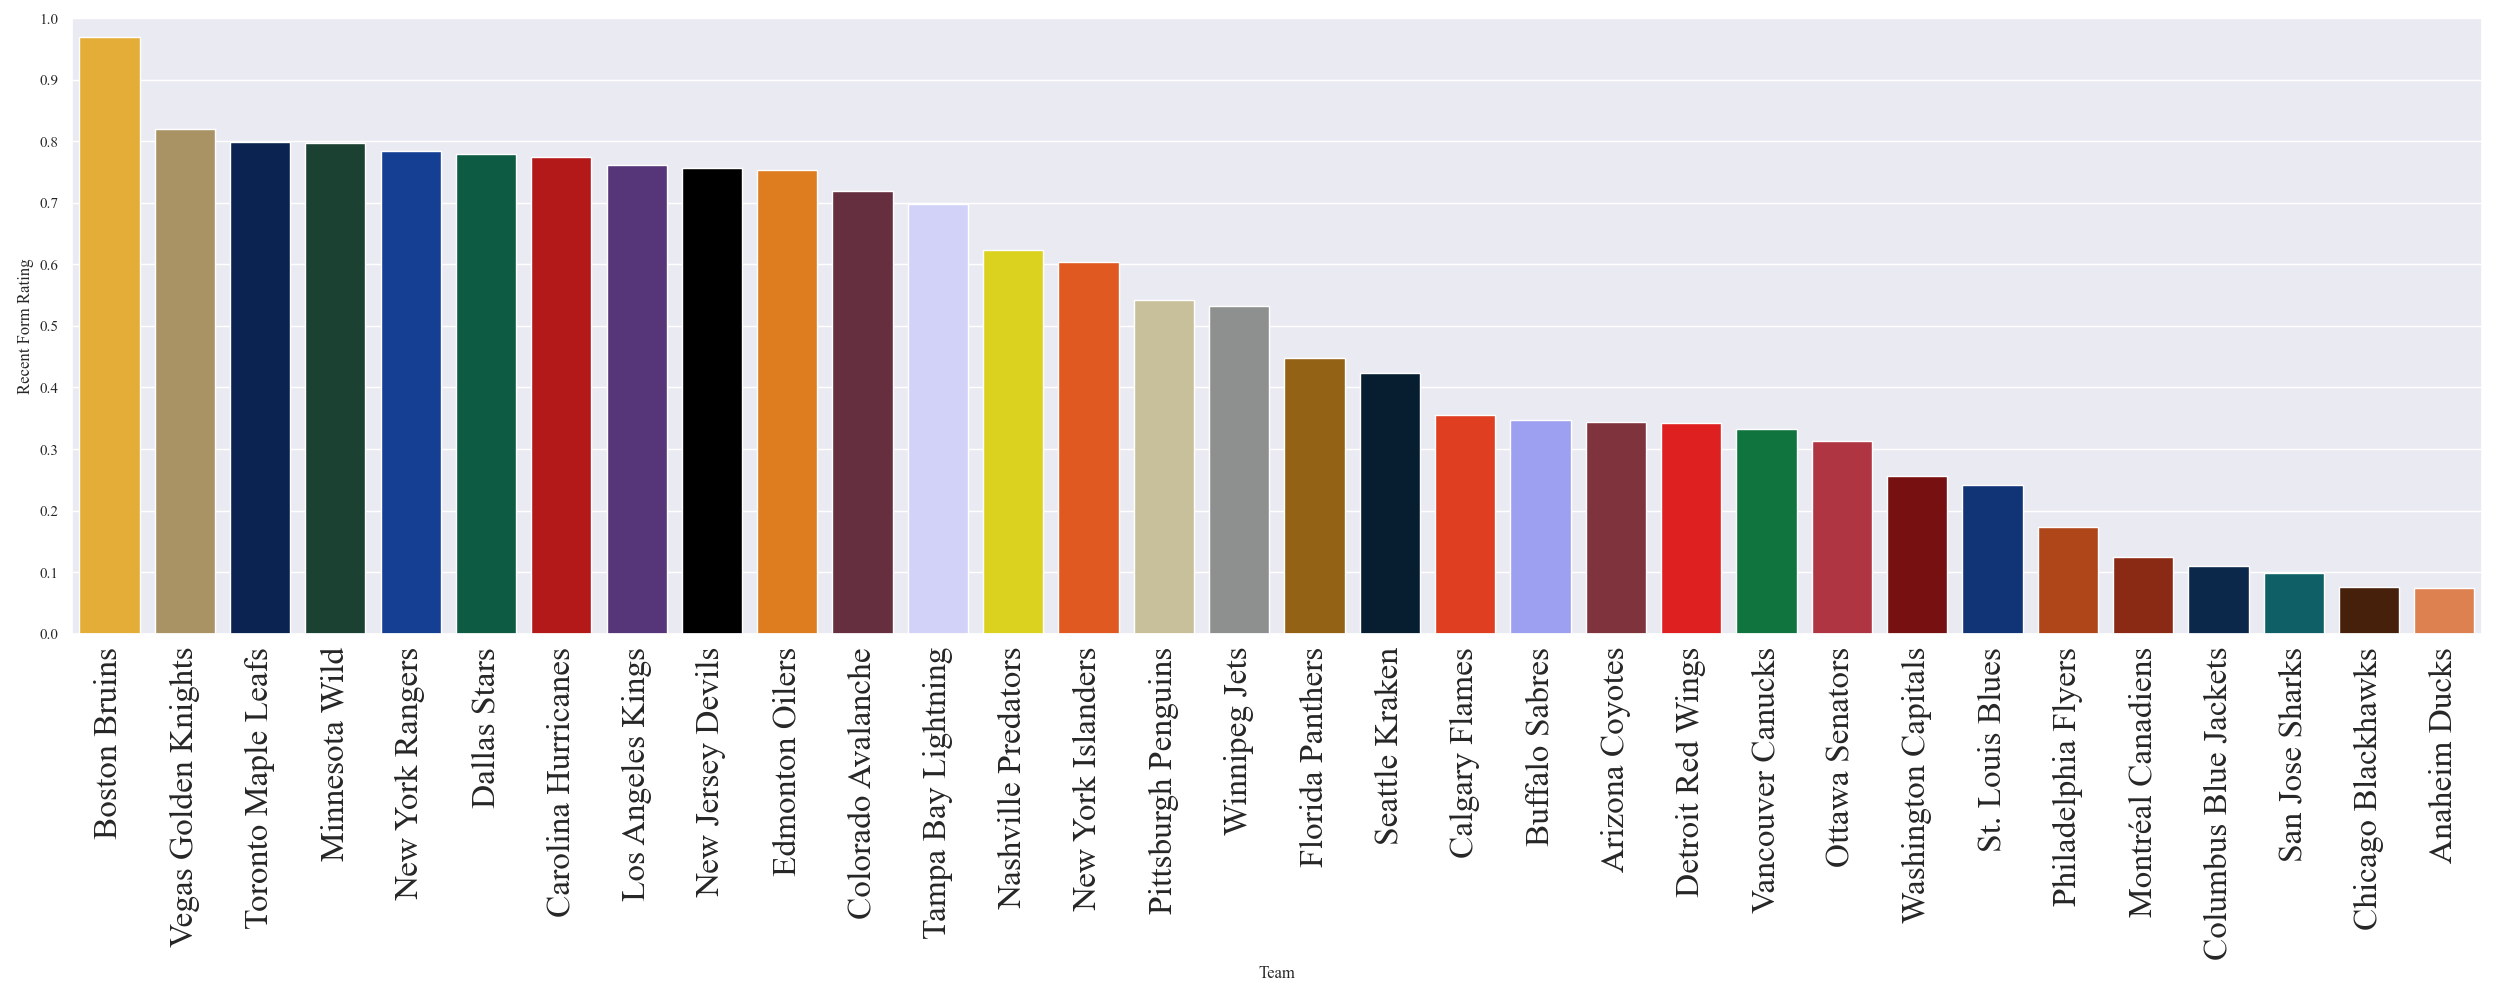 1.0
0.9
0.8
0.7
0.6
0.5
0.4
0.3
0.2
0.1
0.0
Recent Form Rating
Boston Bruins
Vegas Golden Knights
Toronto Maple Leafs
Minnesota Wild
New York Rangers
Dallas Stars
Carolina Hurricanes
Los Angeles Kings
New Jersey Devils
Edmonton Oilers
Colorado Avalanche
Tampa Bay Lightning
Nashville Predators
New York Islanders
Pittsburgh Penguins
Winnipeg Jets
Florida Panthers
Seattle Kraken
Calgary Flames
Buffalo Sabres
Arizona Coyotes
Detroit Red Wings
Vancouver Canucks
Ottawa Senators
Washington Capitals
St. Louis Blues
Philadelphia Flyers
Montréal Canadiens
Columbus Blue Jackets
San Jose Sharks
Chicago Blackhawks
Anaheim Ducks
Team